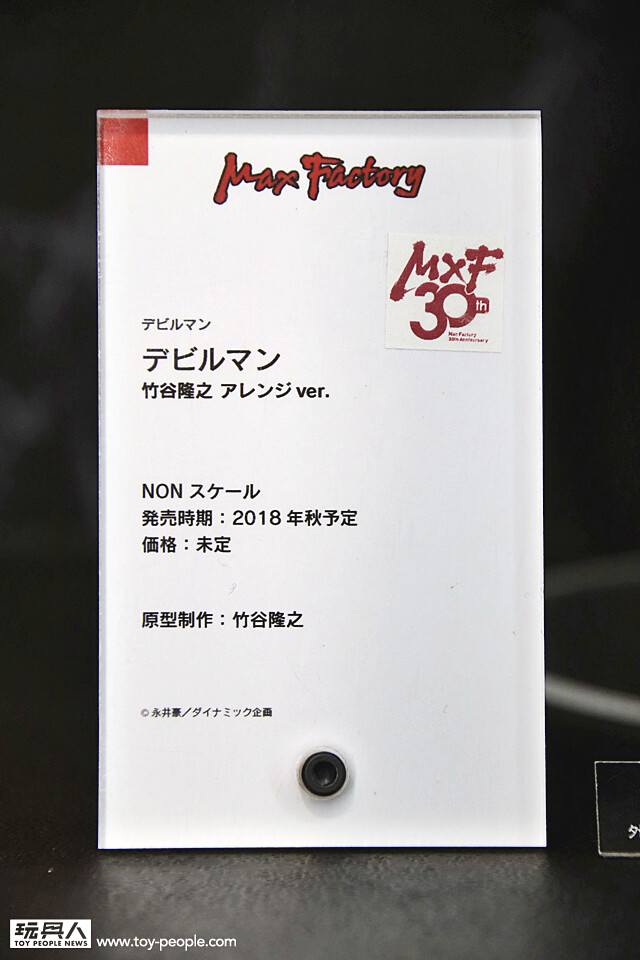 Max Factory
MXF
30th
Max Factory
30th Anniversary
デビルマン
デビルマン
竹谷隆之 アレンジ ver.
NON スケール
発売時期：2018 年秋予定
価格：未定
原型制作：竹谷隆之
© 永井豪／ダイナミック企画
玩具人
TOY PEOPLE NEWS
www.toy-people.com